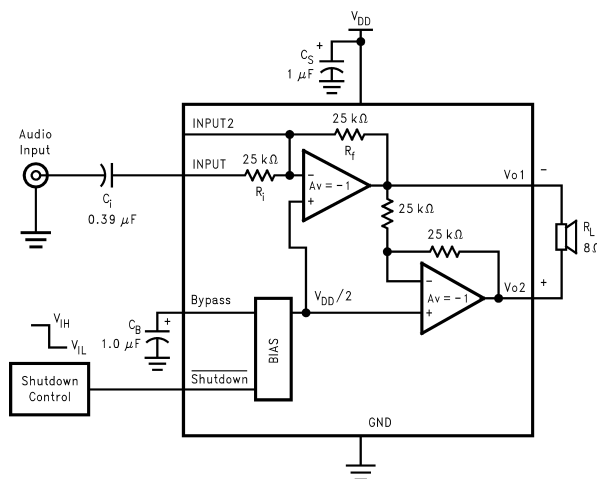 V_DD
+
C_S
1 µF
Audio
Input
C_i
0.39 µF
INPUT2
INPUT
25 kΩ
R_i
25 kΩ
R_f
−
Av = −1
+
Vo1
−
25 kΩ
25 kΩ
R_L
8Ω
−
Av = −1
+
Vo2
+
V_DD/2
Bypass
C_B
+
1.0 µF
BIAS
V_IH
V_IL
Shutdown
Control
Shutdown
GND